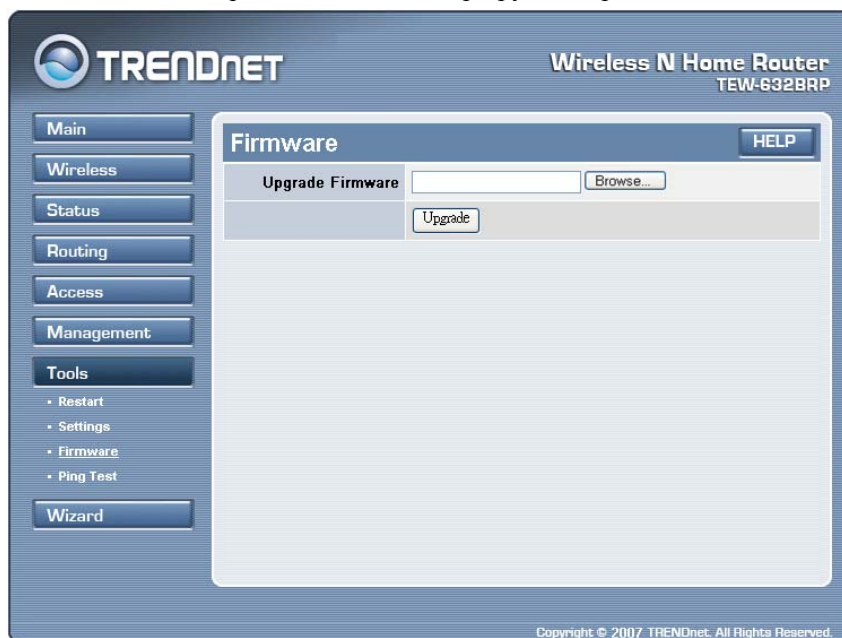 TRENDNET
Wireless N Home Router
TEW-632BRP
Main
Wireless
Status
Routing
Access
Management
Tools
• Restart
• Settings
• Firmware
• Ping Test
Wizard
Firmware
HELP
Upgrade Firmware
Browse...
Upgrade
Copyright © 2007 TRENDnet. All Rights Reserved.